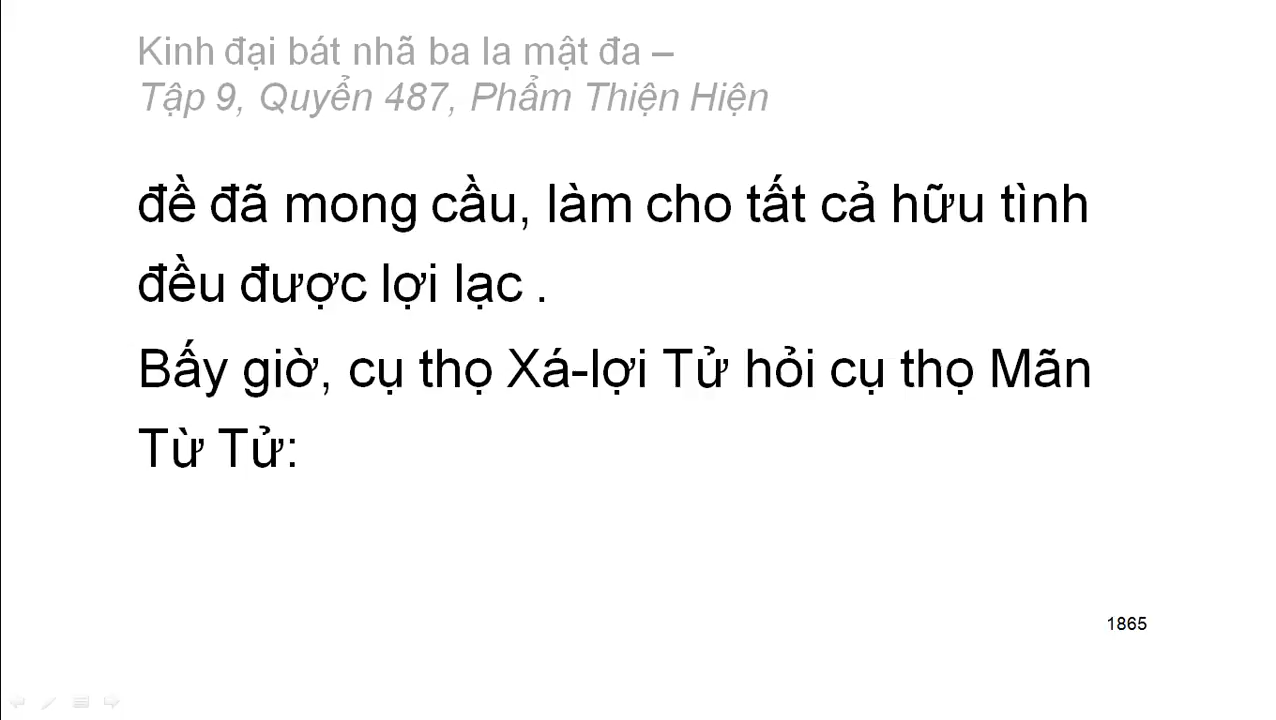 Kinh đại bát nhã ba la mật đa –
Tập 9, Quyển 487, Phẩm Thiện Hiện
đề đã mong cầu, làm cho tất cả hữu tình
đều được lợi lạc .
Bấy giờ, cụ thọ Xá-lợi Tử hỏi cụ thọ Mãn
Từ Tử:
1865